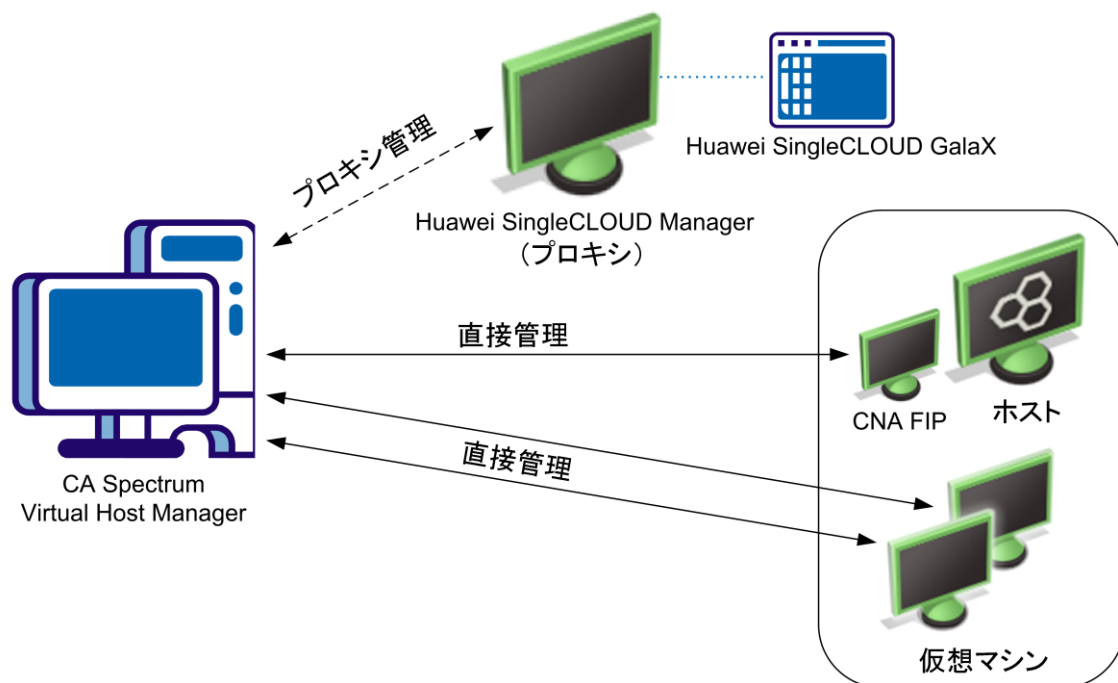 Huawei SingleCLOUD GalaX
プロキシ管理
Huawei SingleCLOUD Manager
（プロキシ）
直接管理
CNA FIP
ホスト
直接管理
CA Spectrum
Virtual Host Manager
仮想マシン